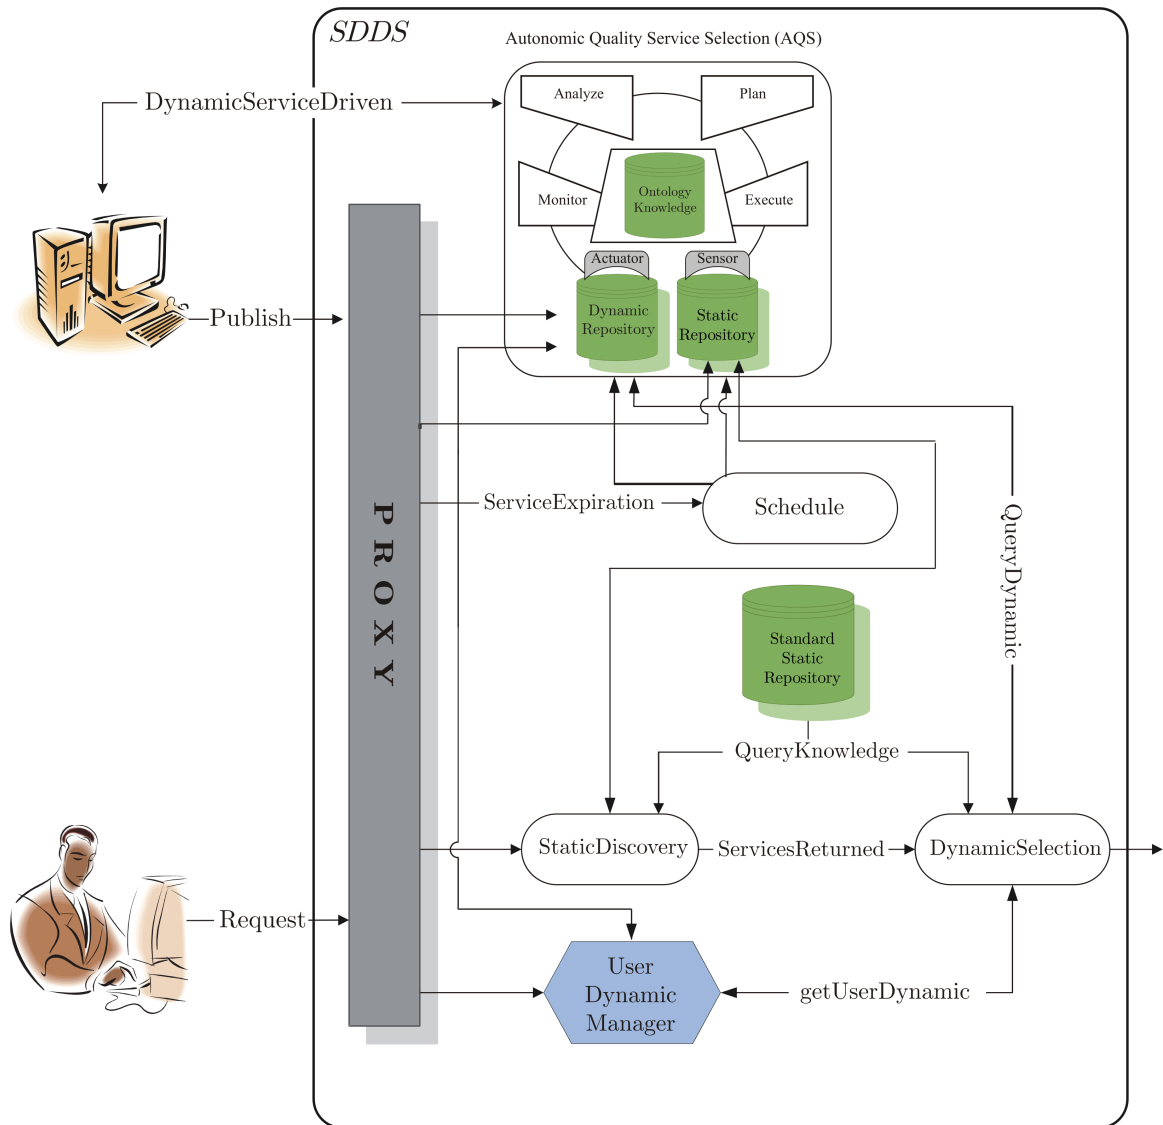 SDDS
Autonomic Quality Service Selection (AQS)
DynamicServiceDriven
Analyze
Plan
Ontology
Knowledge
Monitor
Execute
Actuator
Sensor
Dynamic
Repository
Static
Repository
Publish
ServiceExpiration
Schedule
PROXY
QueryDynamic
Standard
Static
Repository
QueryKnowledge
StaticDiscovery
ServicesReturned
DynamicSelection
Request
User
Dynamic
Manager
getUserDynamic